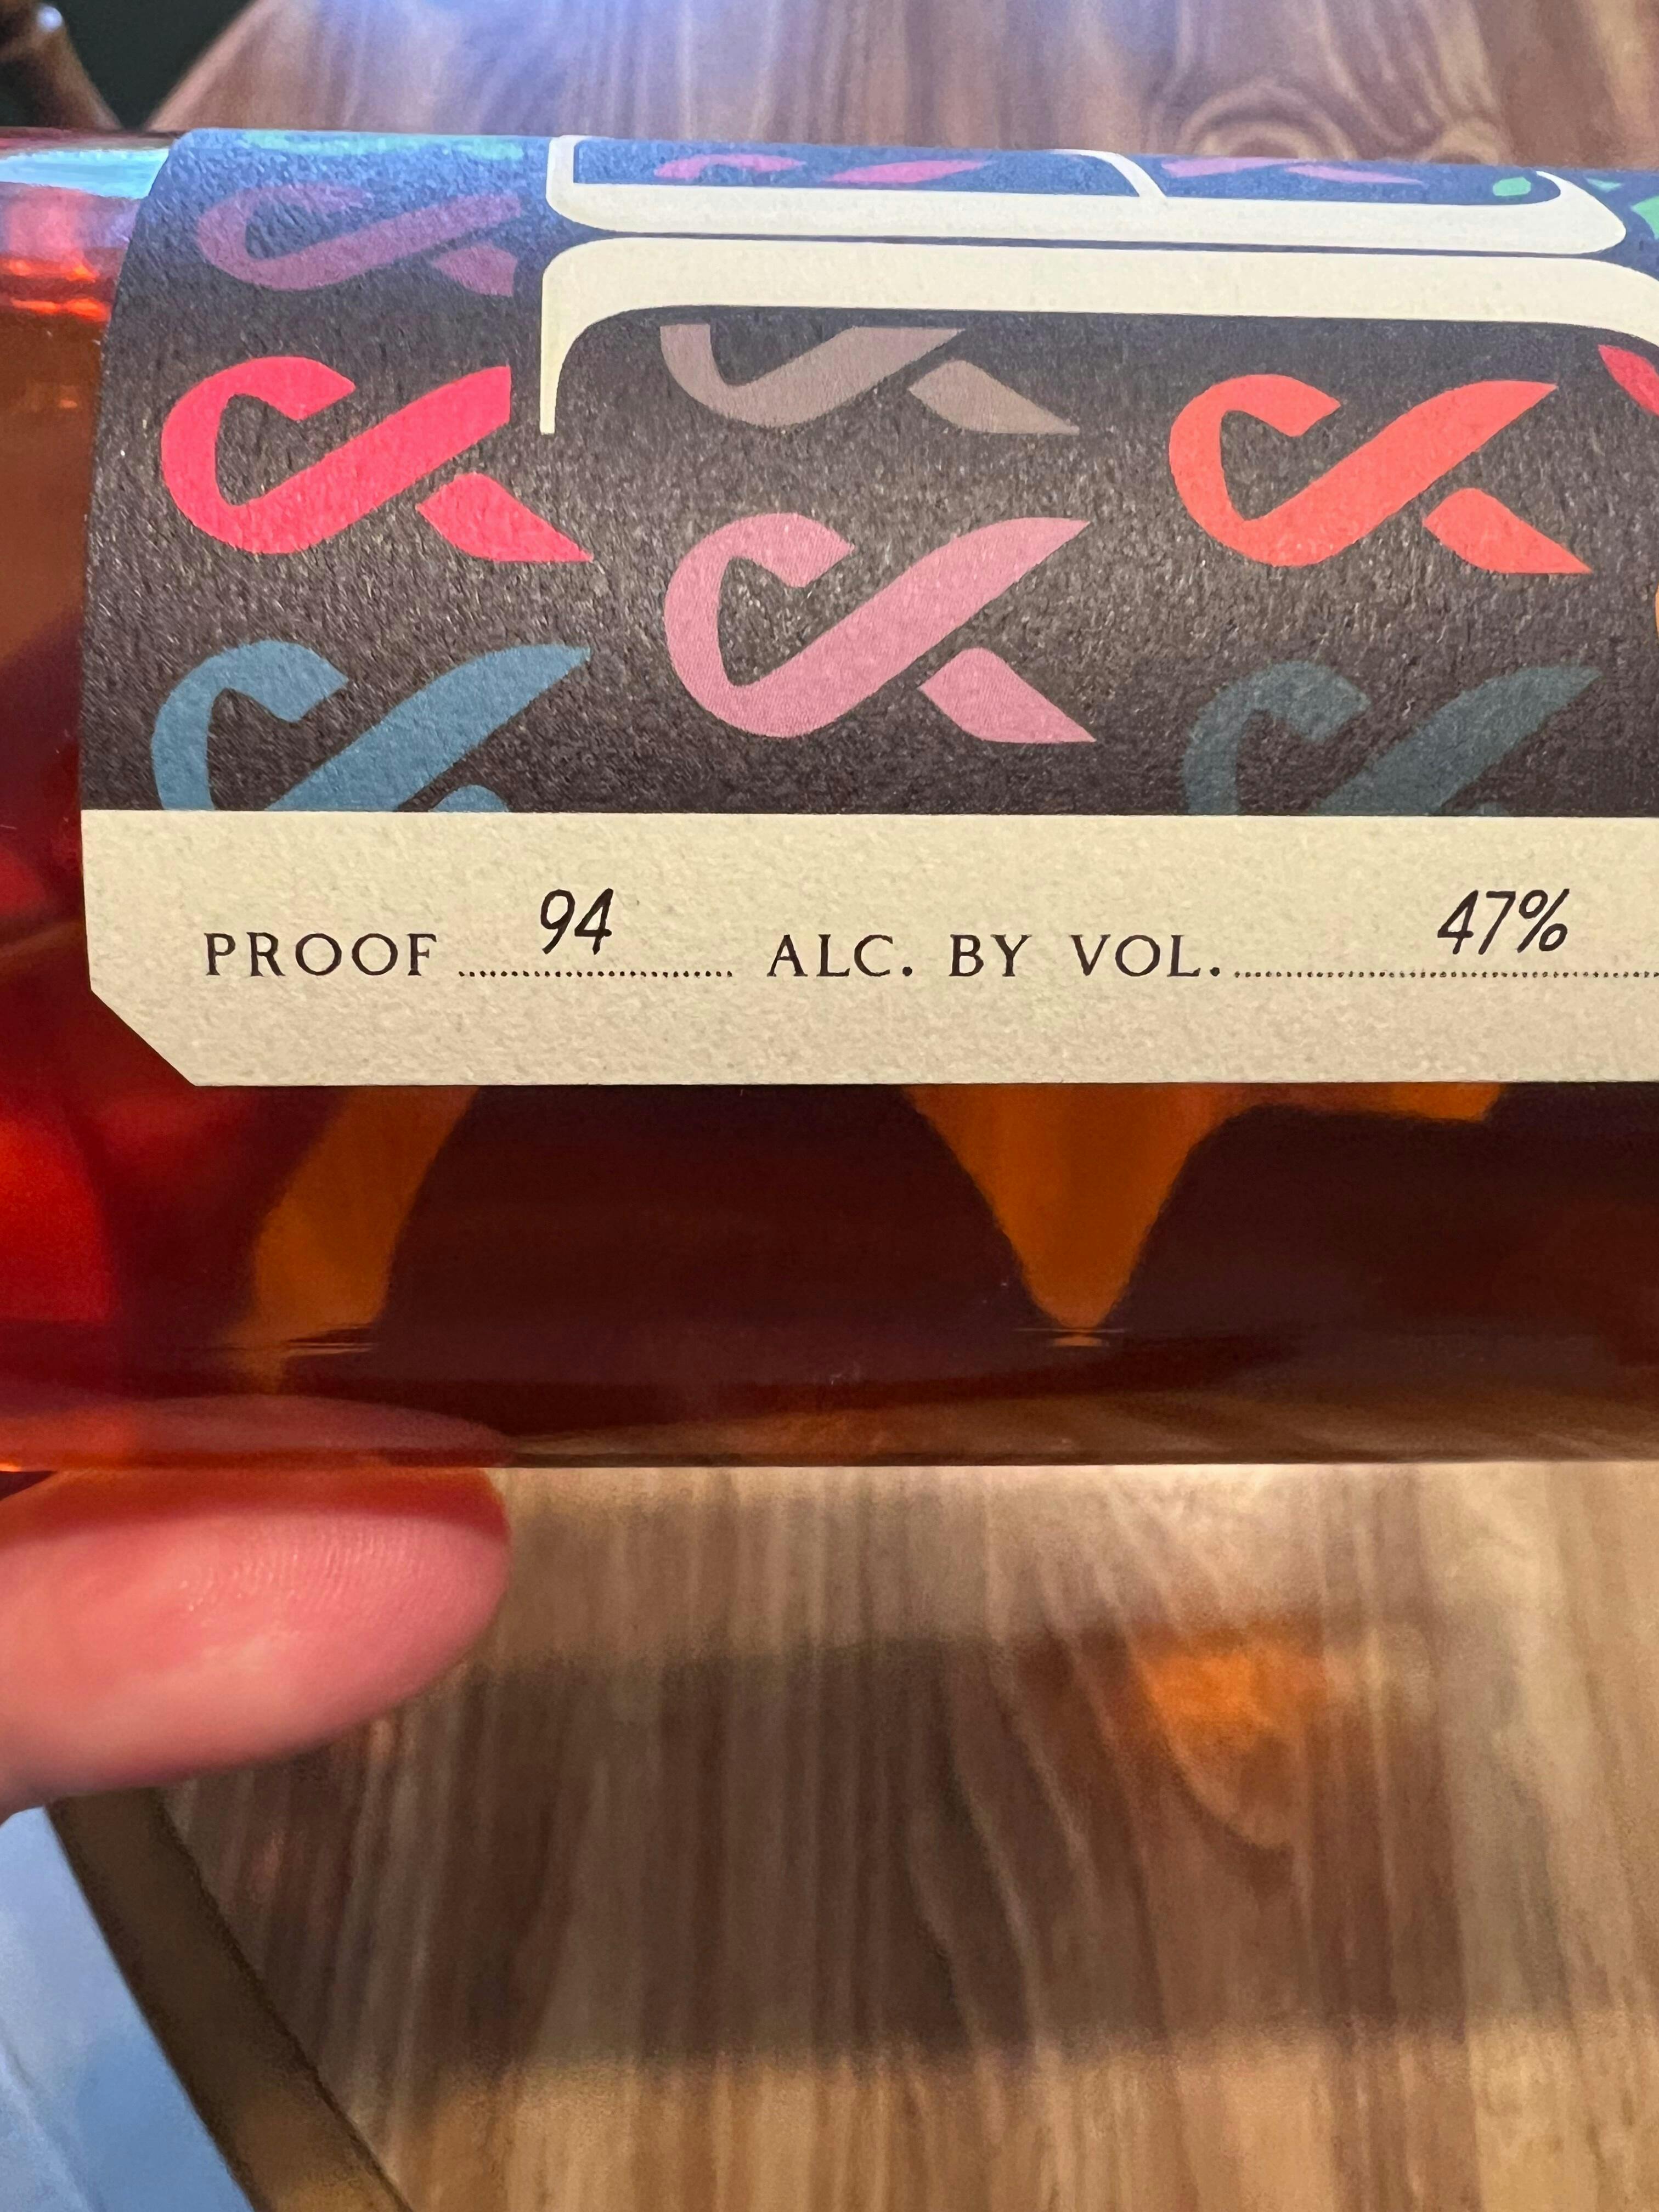 PROOF 94 ALC. BY VOL. 47%